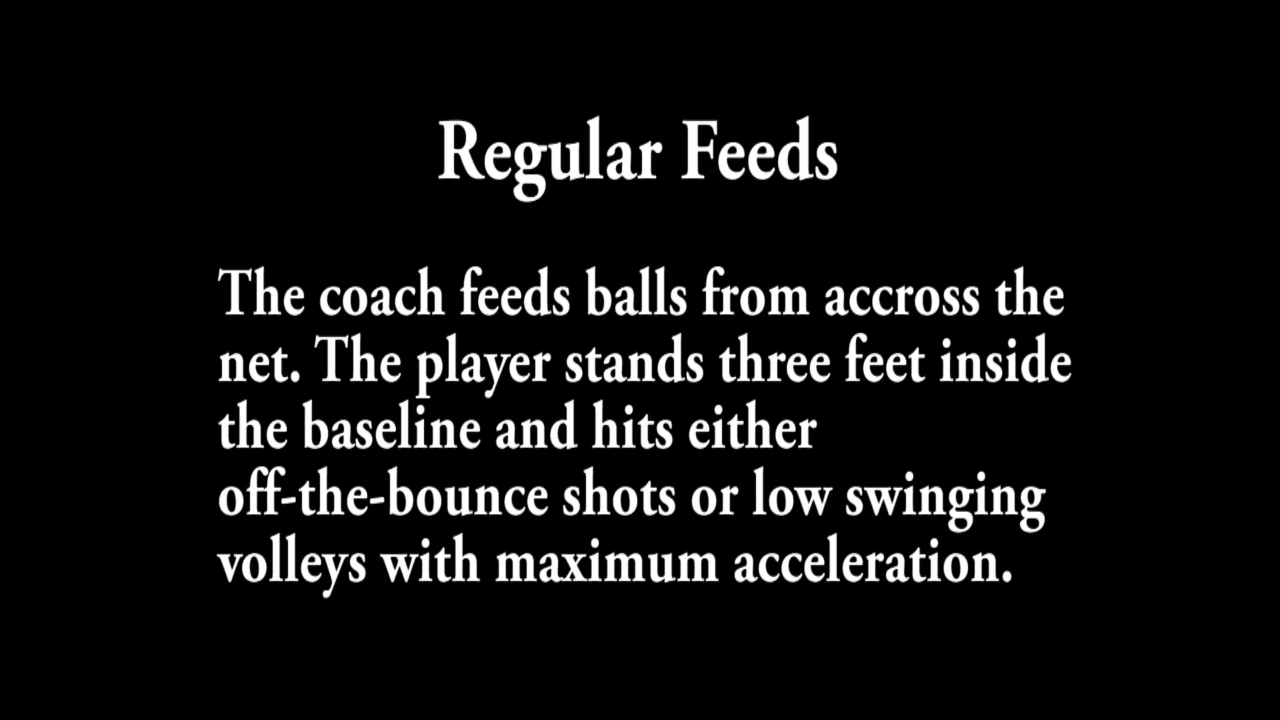 Regular Feeds
The coach feeds balls from accross the
net. The player stands three feet inside
the baseline and hits either
off-the-bounce shots or low swinging
volleys with maximum acceleration.